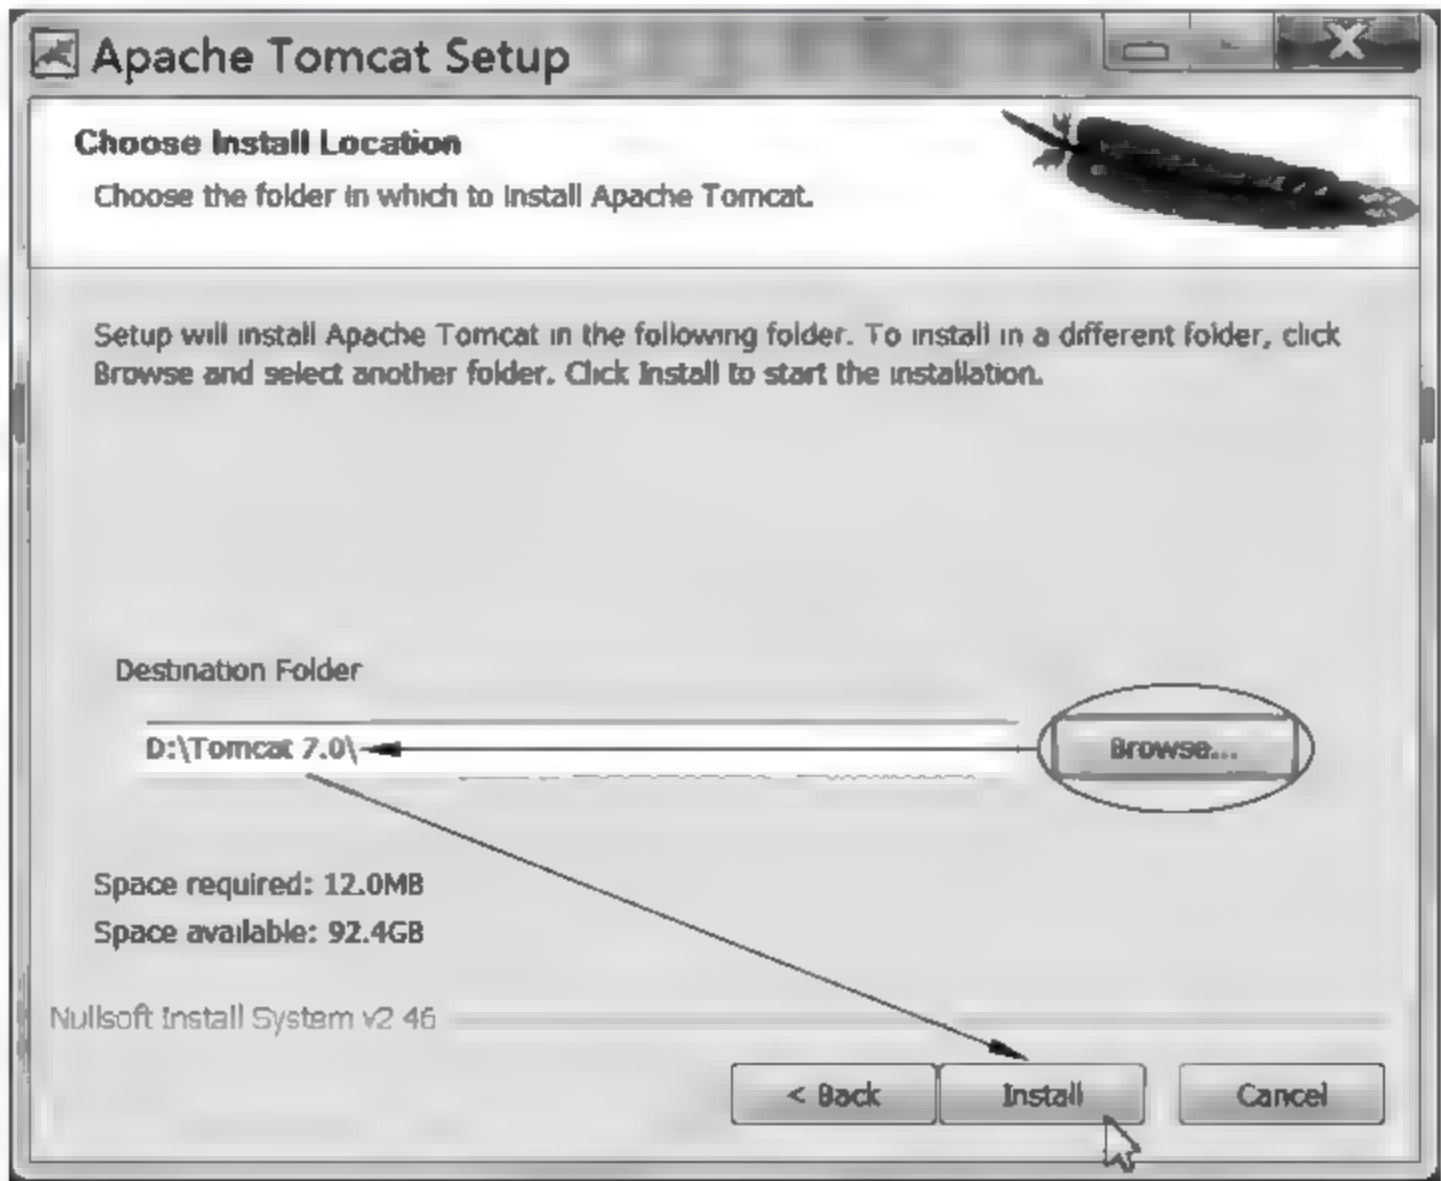 Apache Tomcat Setup
Choose Install Location
Choose the folder in which to install Apache Tomcat.
Setup will install Apache Tomcat in the following folder. To install in a different folder, click
Browse and select another folder. Click Install to start the installation.
Destination Folder
D:\Tomcat 7.0\
Browse...
Space required: 12.0MB
Space available: 92.4GB
Nullsoft Install System v2.46
< Back
Install
Cancel